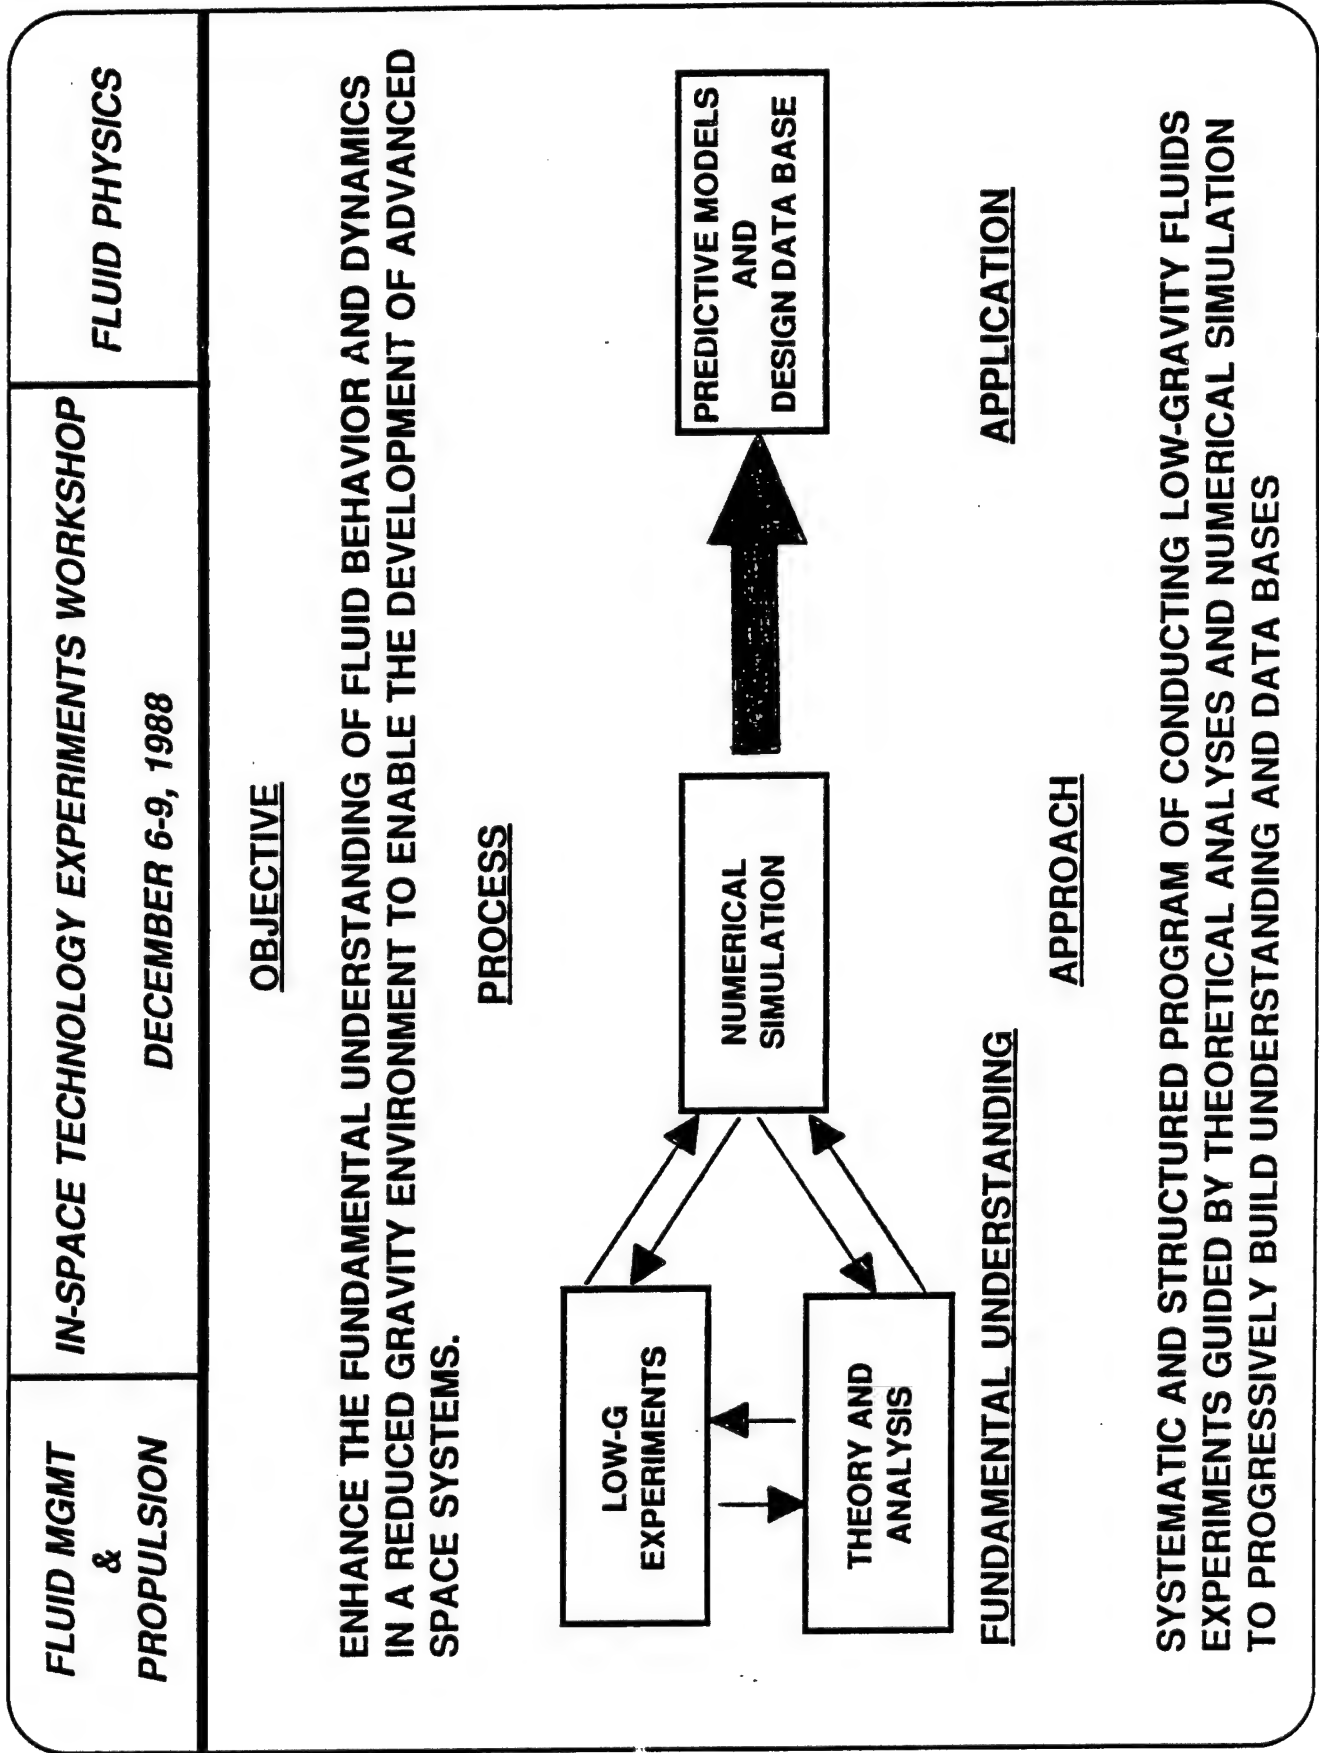 FLUID MGMT
&
PROPULSION
IN-SPACE TECHNOLOGY EXPERIMENTS WORKSHOP
DECEMBER 6-9, 1988
FLUID PHYSICS
OBJECTIVE
ENHANCE THE FUNDAMENTAL UNDERSTANDING OF FLUID BEHAVIOR AND DYNAMICS
IN A REDUCED GRAVITY ENVIRONMENT TO ENABLE THE DEVELOPMENT OF ADVANCED
SPACE SYSTEMS.
PROCESS
LOW-G
EXPERIMENTS
THEORY AND
ANALYSIS
NUMERICAL
SIMULATION
PREDICTIVE MODELS
AND
DESIGN DATA BASE
FUNDAMENTAL UNDERSTANDING
APPLICATION
APPROACH
SYSTEMATIC AND STRUCTURED PROGRAM OF CONDUCTING LOW-GRAVITY FLUIDS
EXPERIMENTS GUIDED BY THEORETICAL ANALYSES AND NUMERICAL SIMULATION
TO PROGRESSIVELY BUILD UNDERSTANDING AND DATA BASES